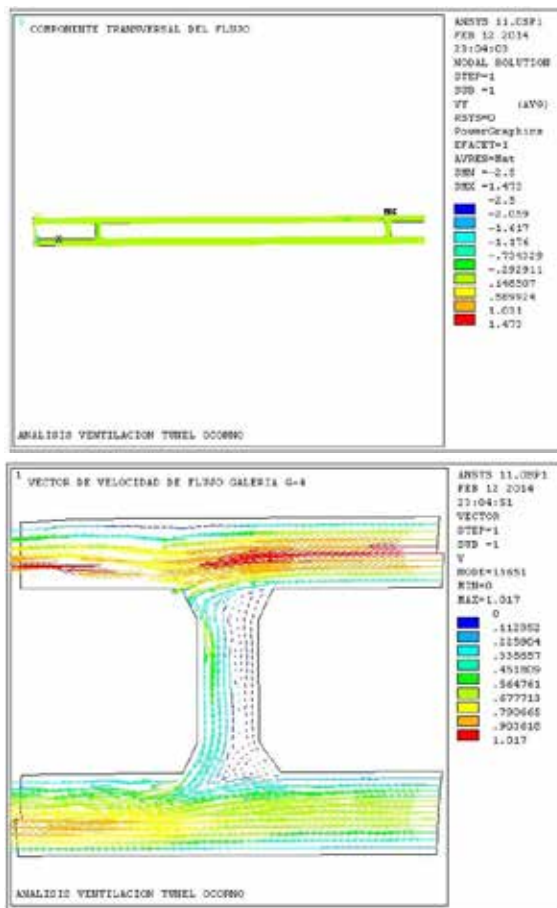 COMPONENTE TRANSVERSAL DEL FLUJO
ANSYS 11.0SP1
FEB 12 2014
23:04:03
NODAL SOLUTION
STEP=1
SUB =1
VY (AVG)
RSYS=0
PowerGraphics
EFACET=1
AVRES=Mat
SMN =-2.5
SMX =1.473
-2.5
-2.059
-1.617
-1.176
-.734329
-.292911
.148507
.589924
1.031
1.473
ANALISIS VENTILACION TUNEL OCOMNO
1 VECTOR DE VELOCIDAD DE FLUJO GALERIA G-4
ANSYS 11.0SP1
FEB 12 2014
23:04:51
VECTOR
STEP=1
SUB =1
V
NODE=13651
MIN=0
MAX=1.017
0
.112952
.225904
.338857
.451809
.564761
.677713
.790665
.903618
1.017
ANALISIS VENTILACION TUNEL OCOMNO